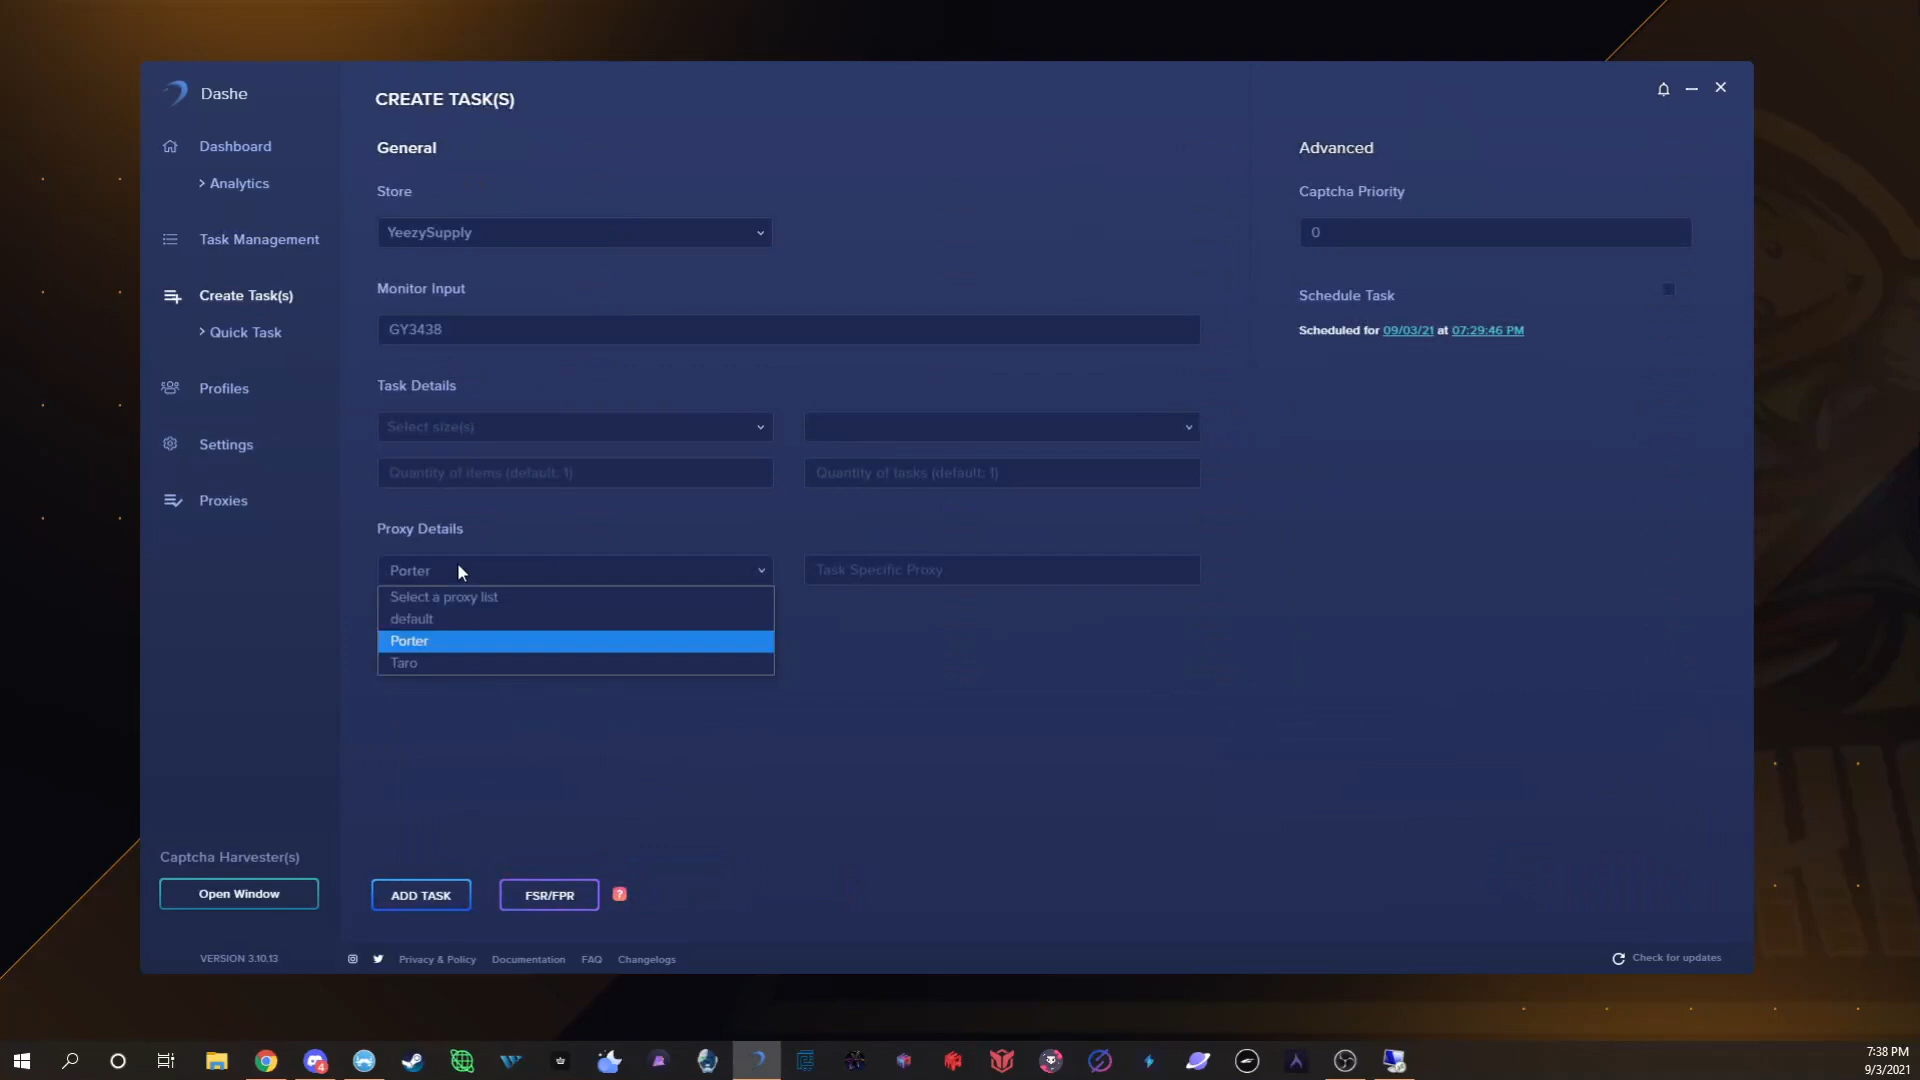 Dashe
Dashboard
> Analytics
Task Management
Create Task(s)
> Quick Task
Profiles
Settings
Proxies
Captcha Harvester(s)
Open Window
VERSION 3.10.13
CREATE TASK(S)
General
Store
YeezySupply
Monitor Input
GY3438
Task Details
Select size(s)
Quantity of items (default: 1)
Quantity of tasks (default: 1)
Proxy Details
Porter
Task Specific Proxy
Select a proxy list
default
Porter
Taro
ADD TASK
FSR/FPR
?
Advanced
Captcha Priority
0
Schedule Task
Scheduled for 09/03/21 at 07:29:46 PM
Privacy & Policy
Documentation
FAQ
Changelogs
Check for updates
4
7:38 PM
9/3/2021